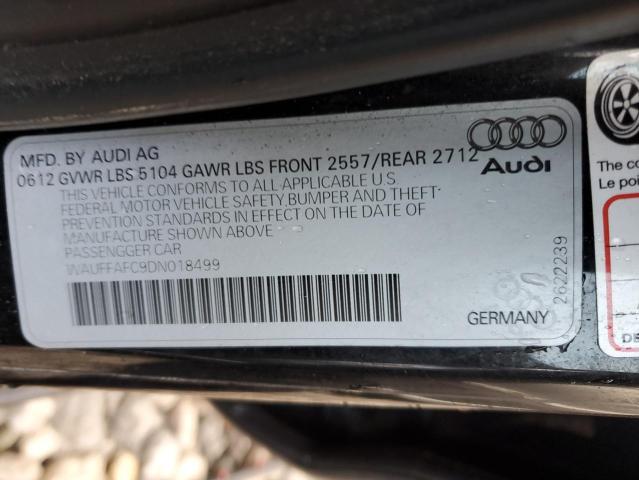 MFD. BY AUDI AG
0612 GVWR LBS 5104 GAWR LBS FRONT 2557/REAR 2712
THIS VEHICLE CONFORMS TO ALL APPLICABLE U.S
FEDERAL MOTOR VEHICLE SAFETY, BUMPER AND THEFT
PREVENTION STANDARDS IN EFFECT ON THE DATE OF
MANUFACTURE SHOWN ABOVE
PASSENGGER CAR
WAUFFAFC9DN018499
Audi
GERMANY
2622239
The co
Le poi
DE